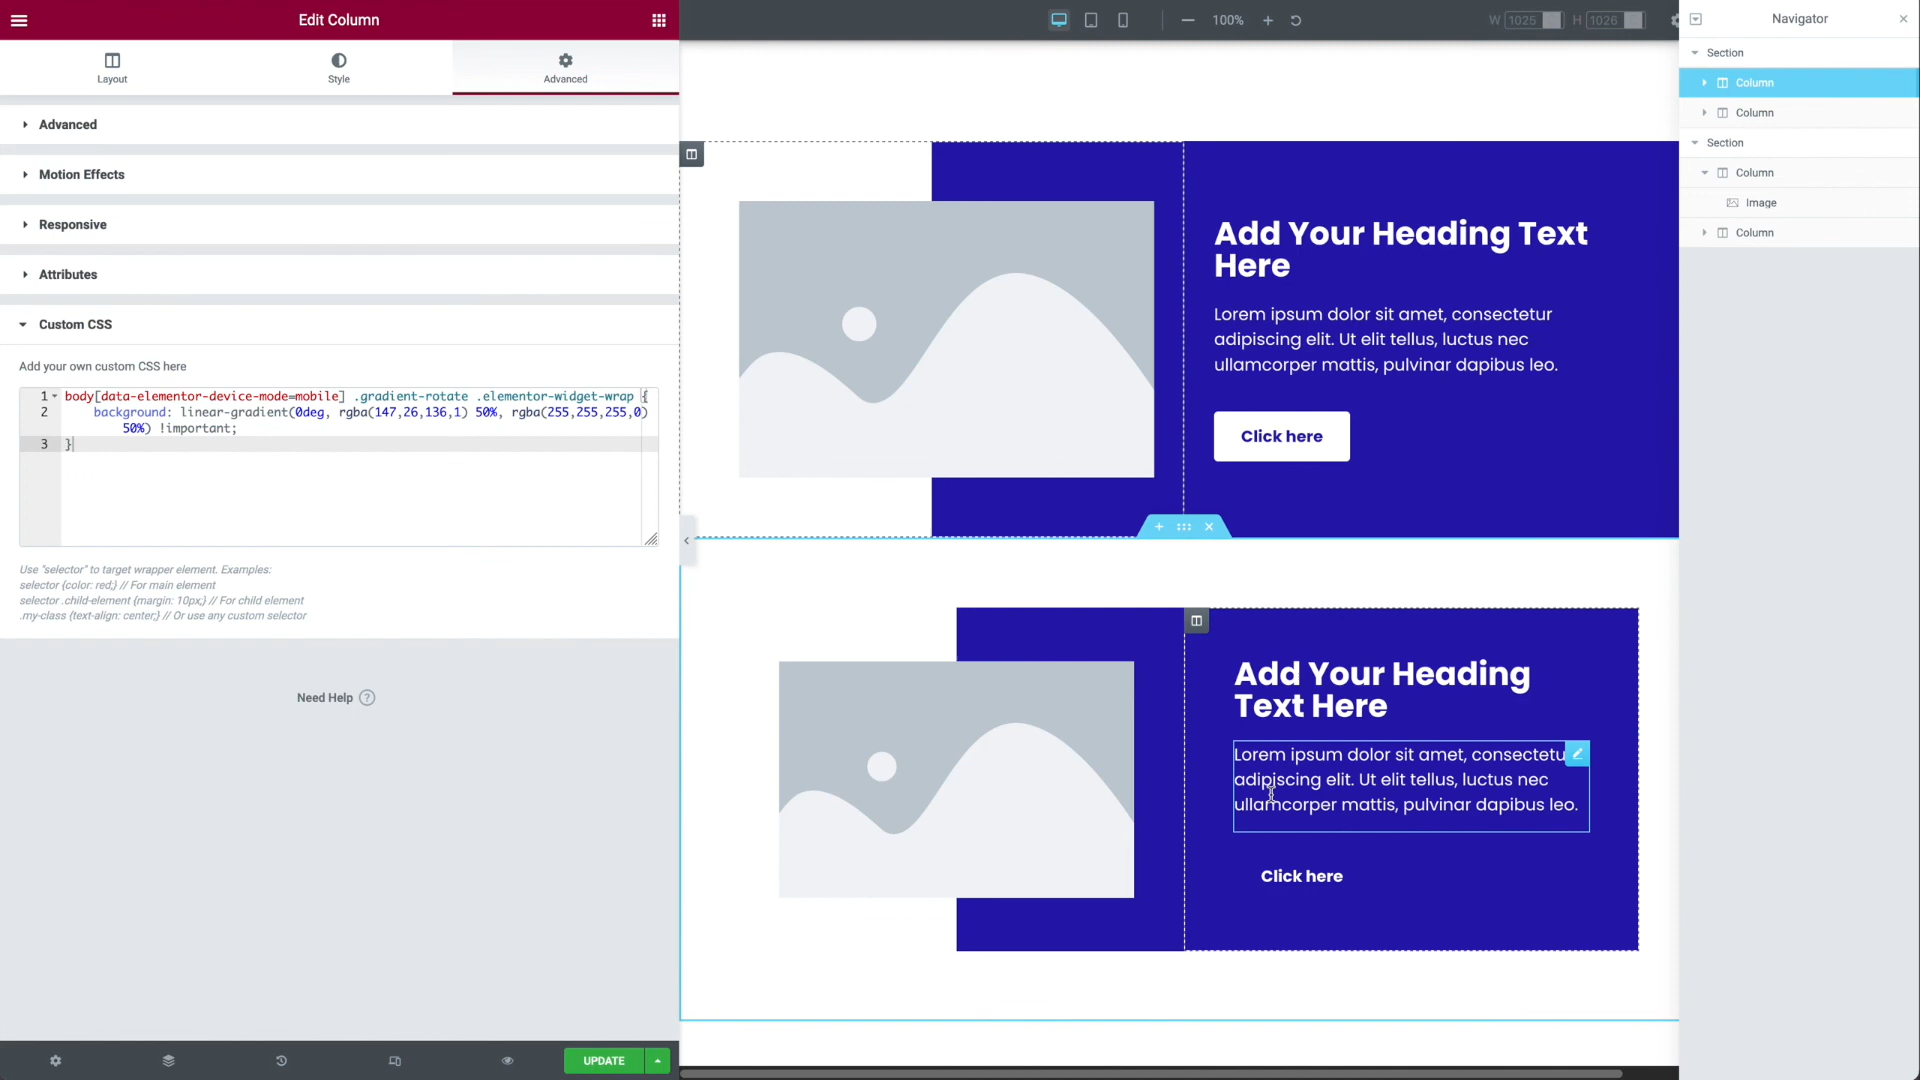 Edit Column
Layout
Style
Advanced
Advanced
Motion Effects
Responsive
Attributes
Custom CSS
Add your own custom CSS here
1 body[data-elementor-device-mode=mobile] .gradient-rotate .elementor-widget-wrap {
2 background: linear-gradient(0deg, rgba(147,26,136,1) 50%, rgba(255,255,255,0)
50%) !important;
3 }
Use "selector" to target wrapper element. Examples:
selector {color: red;} // For main element
selector .child-element {margin: 10px;} // For child element
.my-class {text-align: center;} // Or use any custom selector
Need Help ?
UPDATE
100%
W 1025 H 1026
Add Your Heading Text
Here
Lorem ipsum dolor sit amet, consectetur
adipiscing elit. Ut elit tellus, luctus nec
ullamcorper mattis, pulvinar dapibus leo.
Click here
Add Your Heading
Text Here
Lorem ipsum dolor sit amet, consectetu
adipiscing elit. Ut elit tellus, luctus nec
ullamcorper mattis, pulvinar dapibus leo.
Click here
Navigator
Section
Column
Column
Section
Column
Image
Column